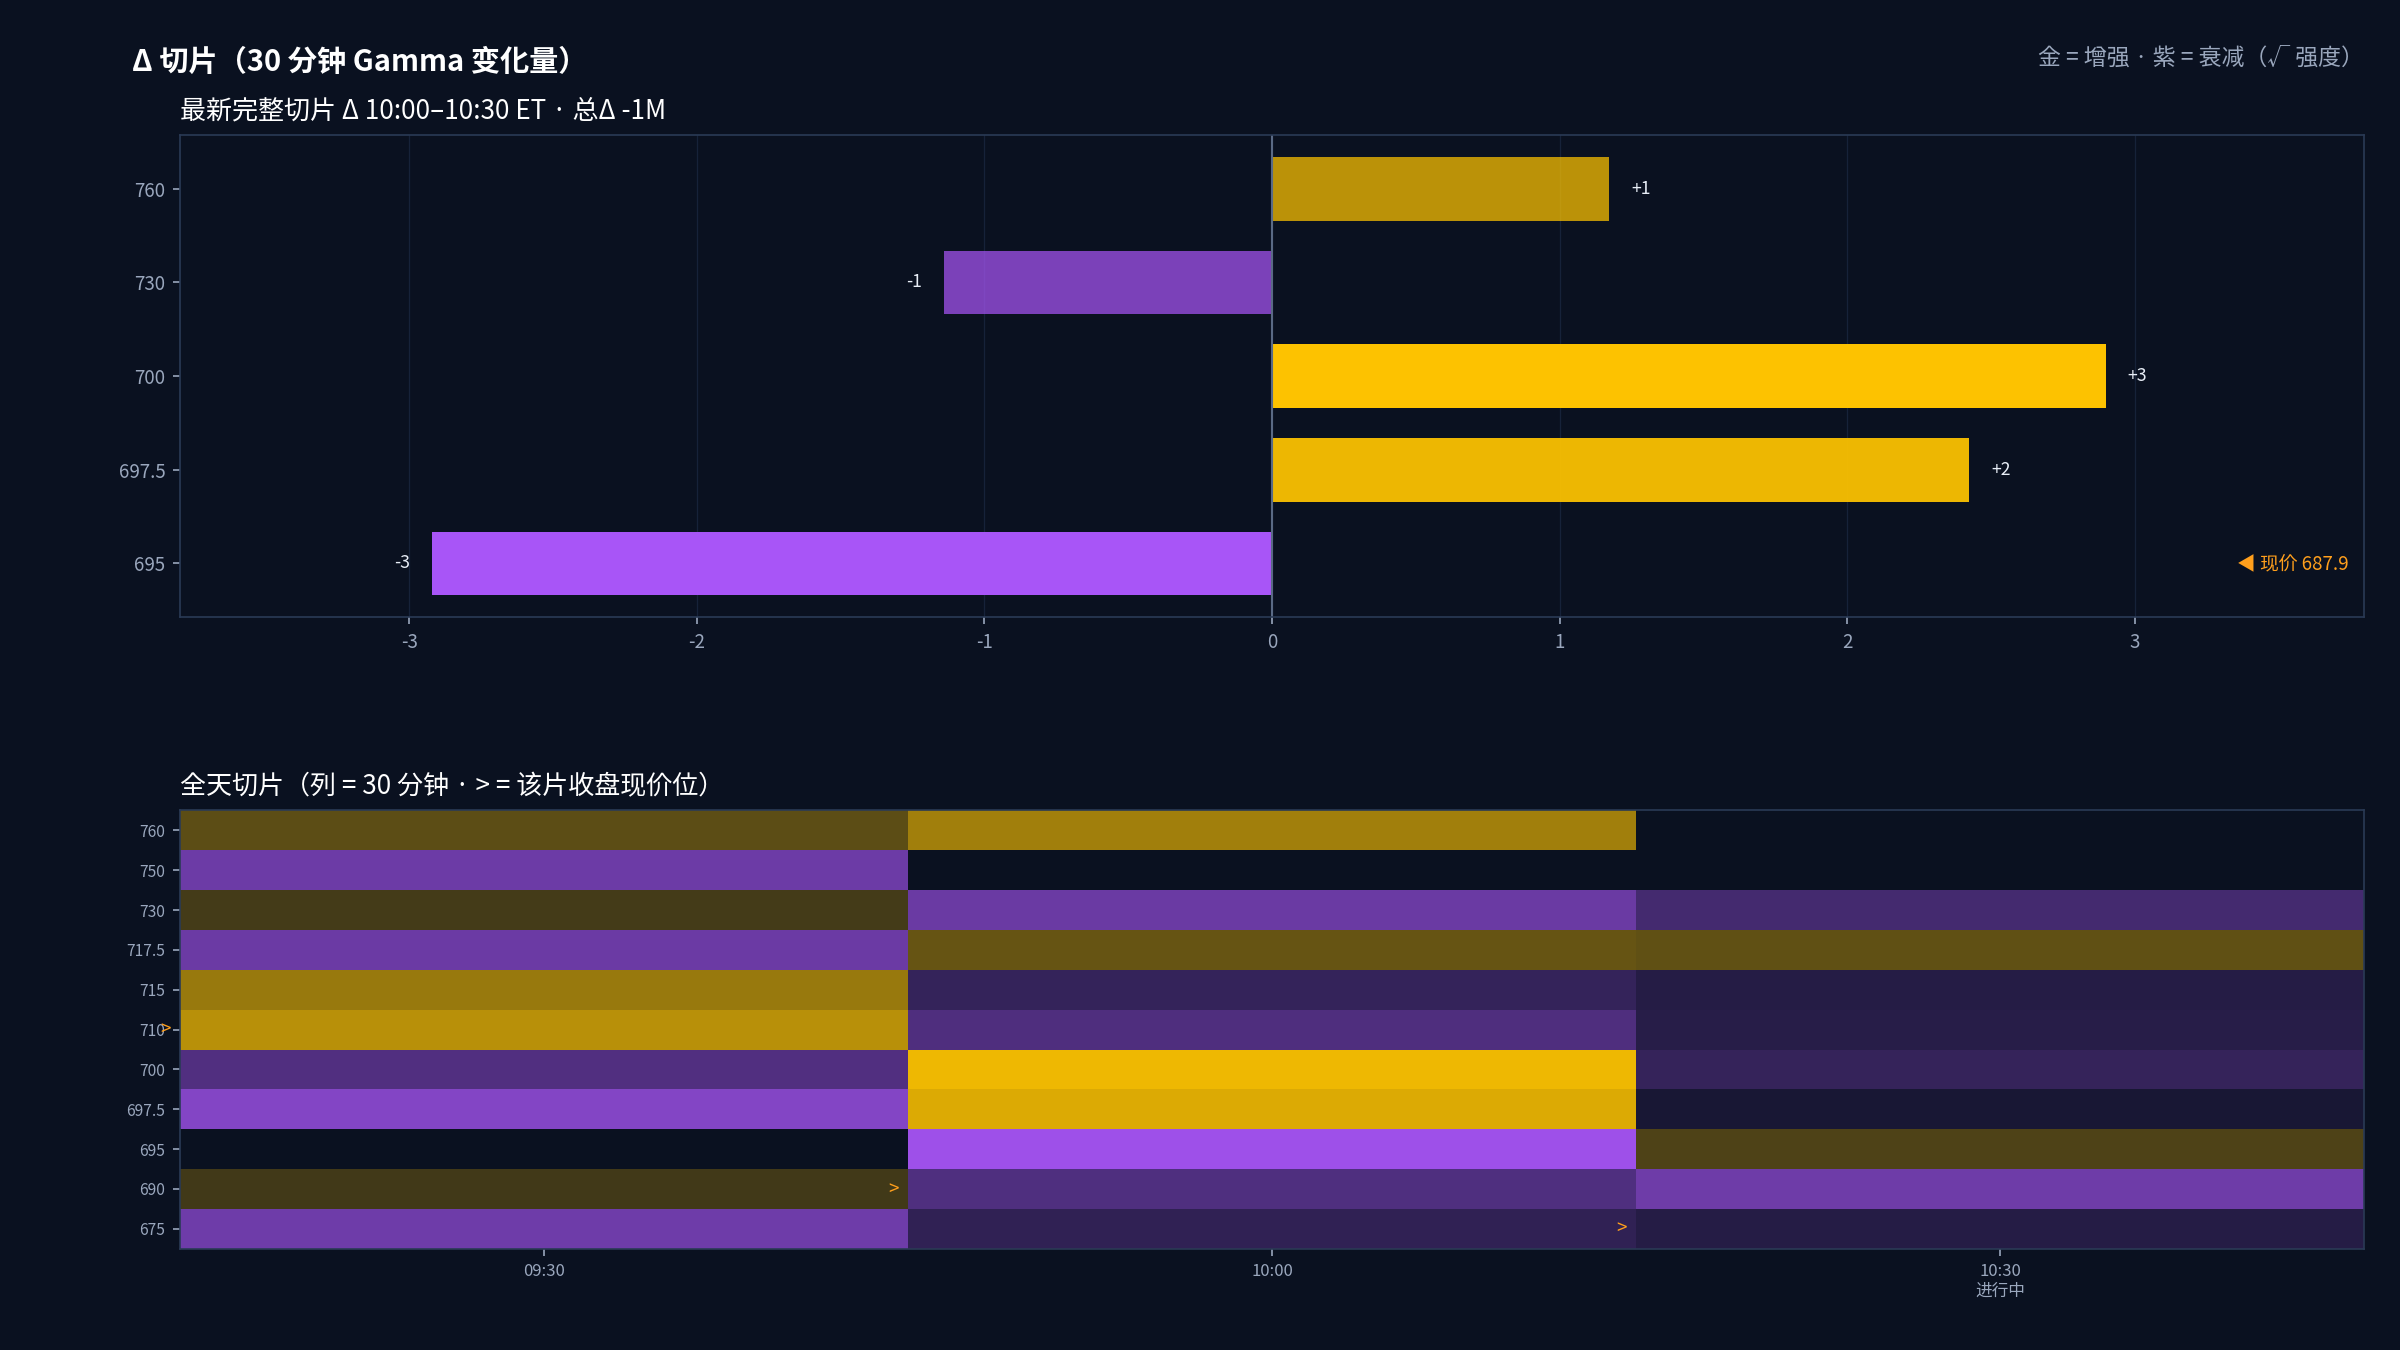 Δ 切片（30 分钟 Gamma 变化量）
金 = 增强 · 紫 = 衰减（√ 强度）
最新完整切片 Δ 10:00–10:30 ET · 总Δ -1M
760
+1
730
-1
700
+3
697.5
+2
695
-3
◀ 现价 687.9
-3 -2 -1 0 1 2 3
全天切片（列 = 30 分钟 · > = 该片收盘现价位）
760
750
730
717.5
715
710 >
700
697.5
695
690 >
675 >
09:30 10:00 10:30
进行中